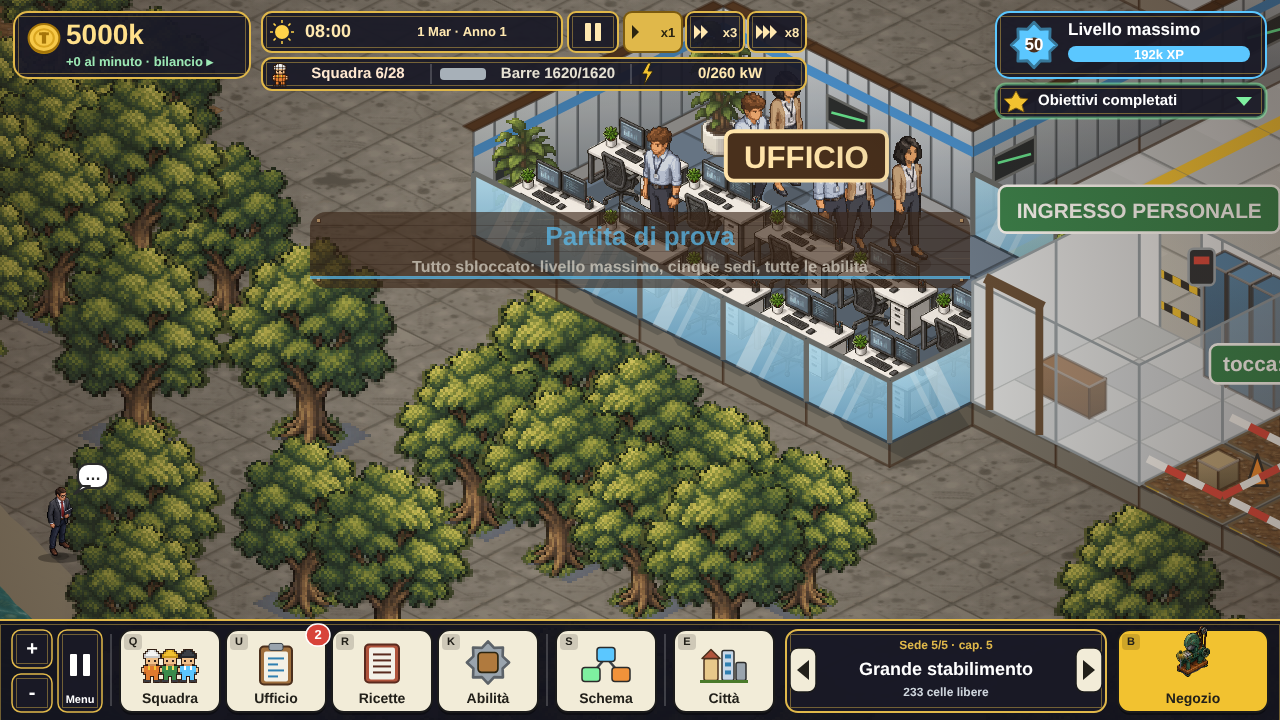 5000k
+0 al minuto · bilancio ▸
08:00
1 Mar · Anno 1
x1
x3
x8
Squadra 6/28
Barre 1620/1620
0/260 kW
50
Livello massimo
192k XP
Obiettivi completati
UFFICIO
INGRESSO PERSONALE
Partita di prova
Tutto sbloccato: livello massimo, cinque sedi, tutte le abilità
tocca:
...
+
-
Menu
Q
Squadra
U
2
Ufficio
R
Ricette
K
Abilità
S
Schema
E
Città
Sede 5/5 · cap. 5
Grande stabilimento
233 celle libere
B
Negozio